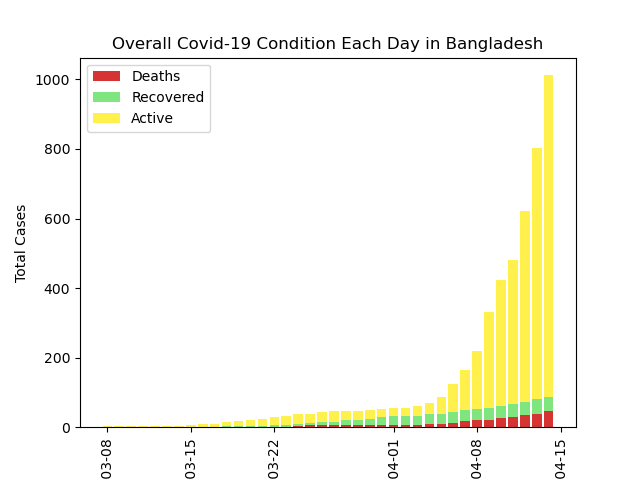 Overall Covid-19 Condition Each Day in Bangladesh
Deaths
Recovered
Active
Total Cases
1000
800
600
400
200
0
03-08
03-15
03-22
04-01
04-08
04-15